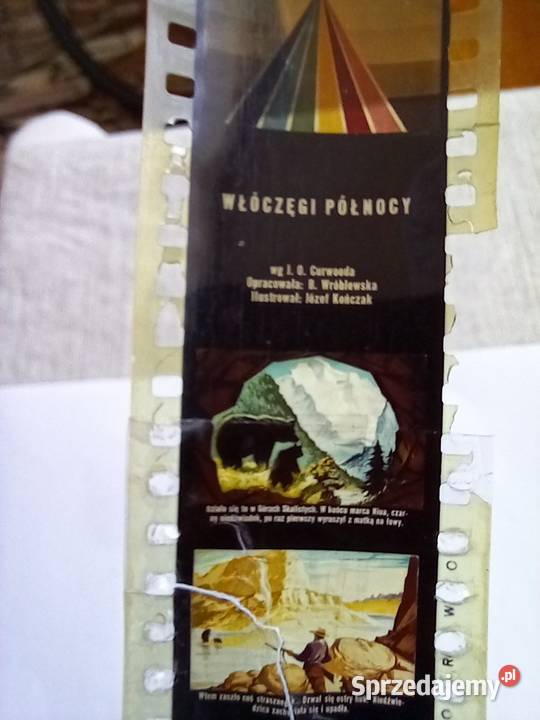 WŁÓCZĘGI PÓŁNOCY
wg I. O. Curwooda
Opracowała: B. Wróblewska
Ilustrował: Józef Kończak
Działo się to w Górach Skalistych. W końcu marca Niua, czar-
ny niedźwiadek, po raz pierwszy wyruszył z matką na łowy.
Wtem zaszło coś strasznego... Ozwał się ostry huk. Niedźwie-
dzica zachwiała się i upadła.
O W R O
Sprzedajemy.pl